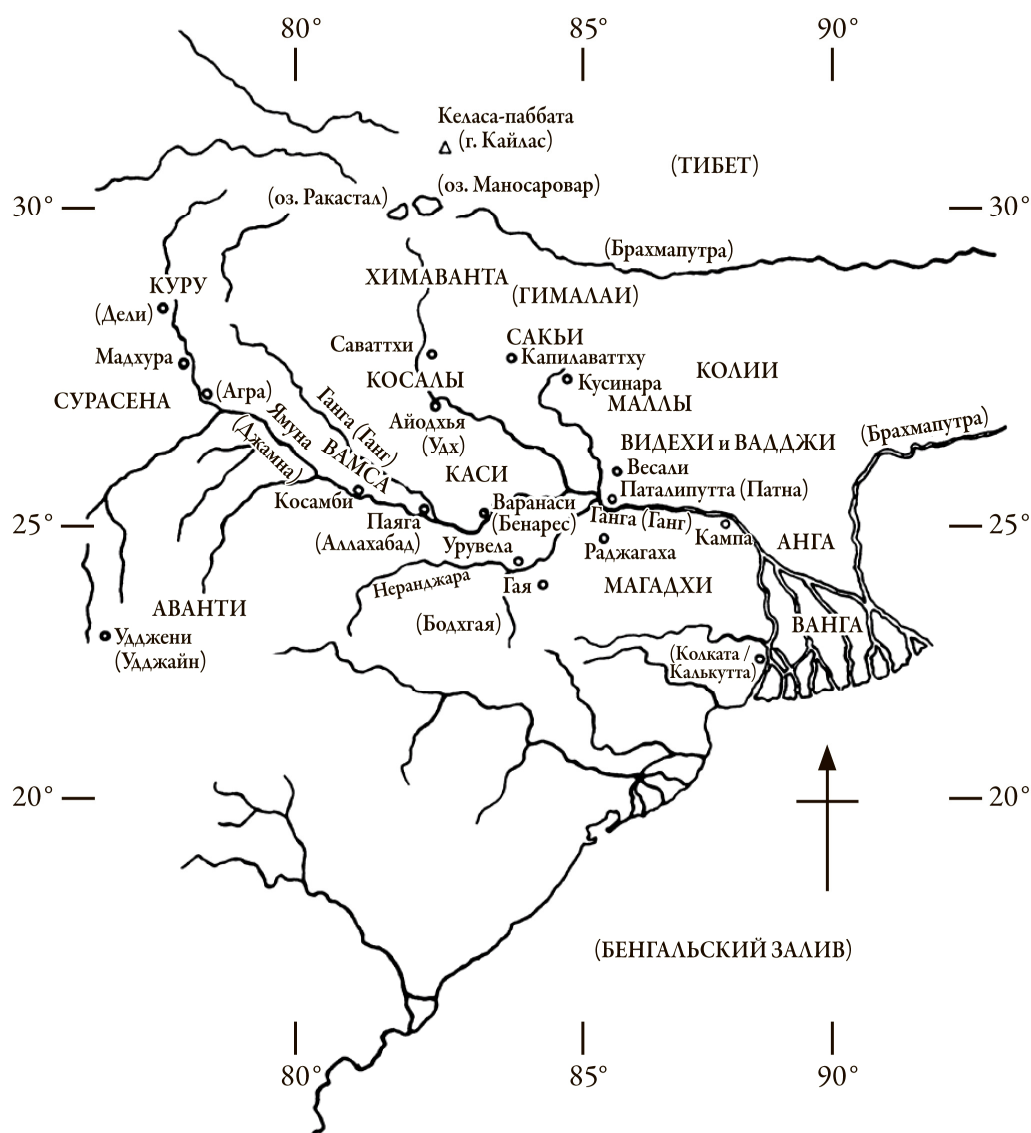 80° 85° 90°
Келаса-паббата
(г. Кайлас)
(ТИБЕТ)
(оз. Маносаровар)
(оз. Ракастал)
30° 30°
(Брахмапутра)
ХИМАВАНТА
(ГИМАЛАИ)
КУРУ
(Дели)
САКЬИ
Саваттхи
Капилаваттху
Мадхура
КОЛИИ
КОСАЛЫ
Кусинара
(Агра)
СУРАСЕНА
МАЛЛЫ
Ганга (Ганг)
Ямуна
(Джамна)
Айодхья
(Удх)
(Брахмапутра)
ВИДЕХИ и ВАДДЖИ
ВАМСА
КАСИ
Весали
Косамби
Паталипутта (Патна)
Варанаси
(Бенарес)
Паяга
(Аллахабад)
Ганга (Ганг)
25° 25°
Кампа
АНГА
Урувела
Раджагаха
Неранджара
Гая
МАГАДХИ
АВАНТИ
(Бодхгая)
ВАНГА
Удджени
(Удджайн)
(Колката /
Калькутта)
20° 20°
(БЕНГАЛЬСКИЙ ЗАЛИВ)
80° 85° 90°